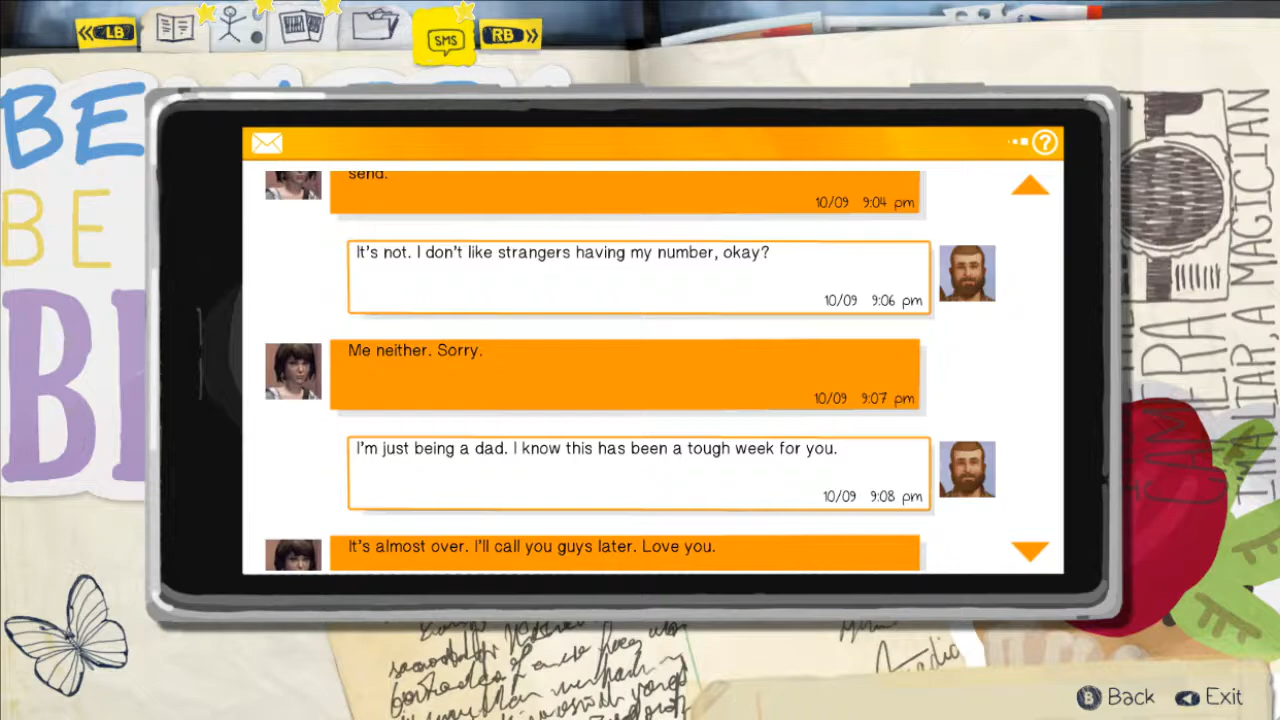 LB
SMS
RB
BE
BE
send.
10/09 9:04 pm
It's not. I don't like strangers having my number, okay?
10/09 9:06 pm
Me neither. Sorry.
10/09 9:07 pm
I'm just being a dad. I know this has been a tough week for you.
10/09 9:08 pm
It's almost over. I'll call you guys later. Love you.
CAMERA
LIAR, A MAGICIAN
B Back
Exit